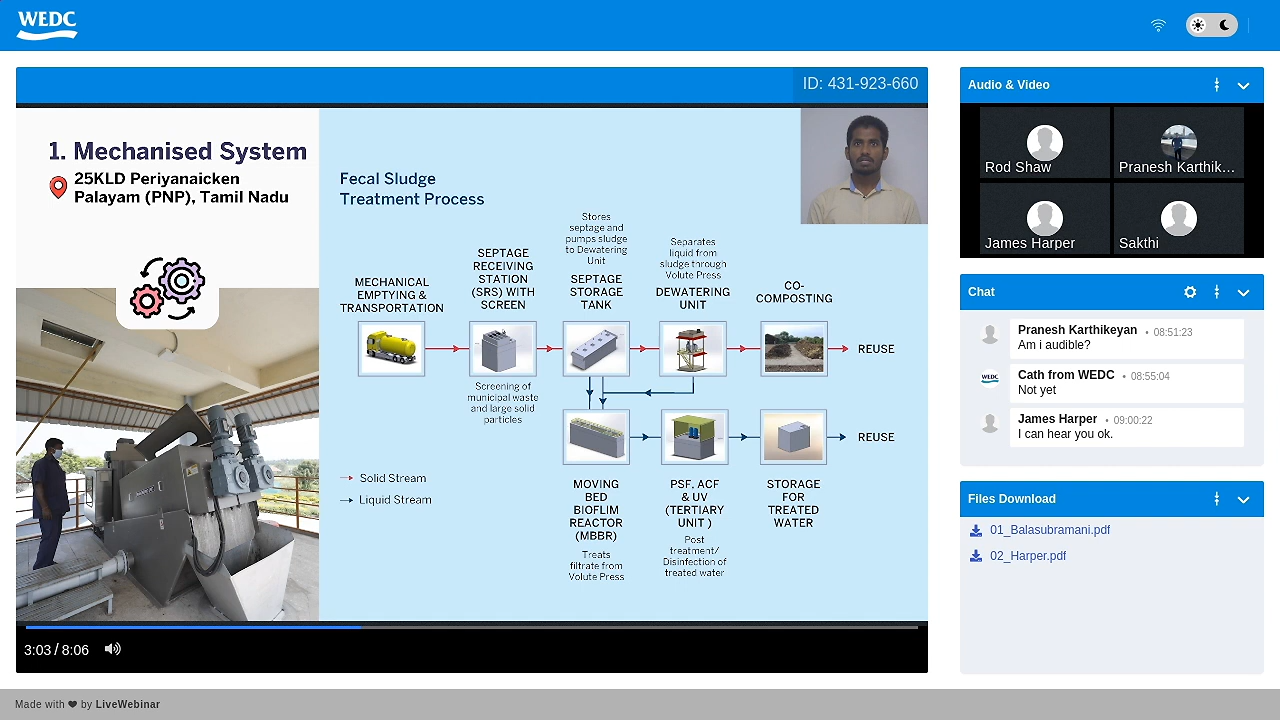 WEDC
ID: 431-923-660
1. Mechanised System
25KLD Periyanaicken
Palayam (PNP), Tamil Nadu
Fecal Sludge
Treatment Process
MECHANICAL
EMPTYING &
TRANSPORTATION
SEPTAGE
RECEIVING
STATION
(SRS) WITH
SCREEN
Screening of
municipal waste
and large solid
particles
Stores
septage and
pumps sludge
to Dewatering
Unit
SEPTAGE
STORAGE
TANK
Separates
liquid from
sludge through
Volute Press
DEWATERING
UNIT
CO-
COMPOSTING
REUSE
REUSE
Solid Stream
Liquid Stream
MOVING
BED
BIOFLIM
REACTOR
(MBBR)
Treats
filtrate from
Volute Press
PSF, ACF
& UV
(TERTIARY
UNIT )
Post
treatment/
Disinfection of
treated water
STORAGE
FOR
TREATED
WATER
3:03 / 8:06
Audio & Video
Rod Shaw
Pranesh Karthik...
James Harper
Sakthi
Chat
Pranesh Karthikeyan • 08:51:23
Am i audible?
WEDC
Cath from WEDC • 08:55:04
Not yet
James Harper • 09:00:22
I can hear you ok.
Files Download
01_Balasubramani.pdf
02_Harper.pdf
Made with ❤ by LiveWebinar